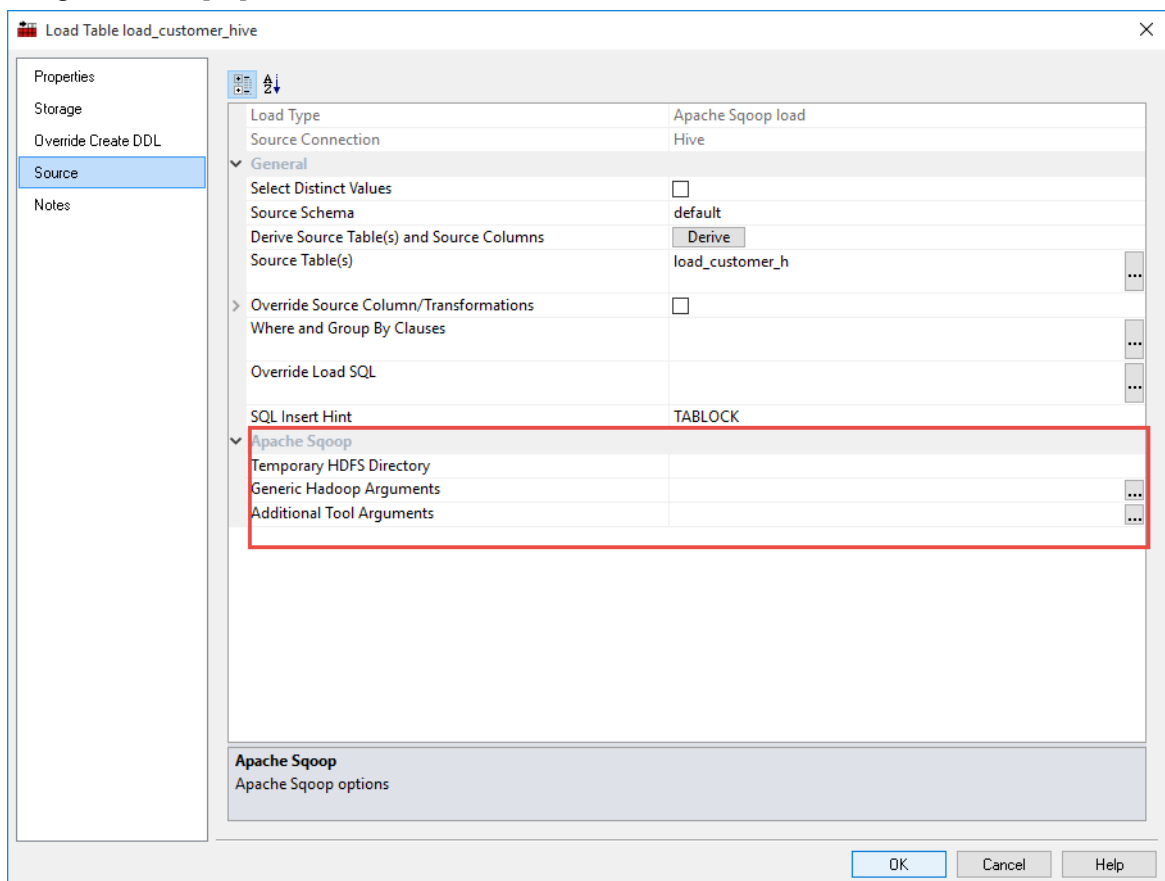 Load Table load_customer_hive
Properties
Storage
Override Create DDL
Source
Notes
Load Type Apache Sqoop load
Source Connection Hive
General
Select Distinct Values
Source Schema default
Derive Source Table(s) and Source Columns Derive
Source Table(s) load_customer_h
...
Override Source Column/Transformations
Where and Group By Clauses ...
Override Load SQL ...
SQL Insert Hint TABLOCK
Apache Sqoop
Temporary HDFS Directory
Generic Hadoop Arguments ...
Additional Tool Arguments ...
Apache Sqoop
Apache Sqoop options
OK Cancel Help